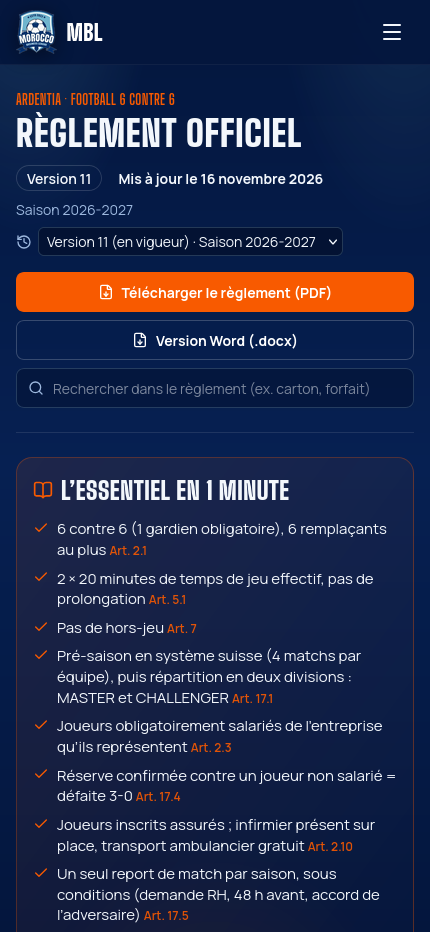 MOROCCO
MBL
ARDENTIA · FOOTBALL 6 CONTRE 6
RÈGLEMENT OFFICIEL
Version 11
Mis à jour le 16 novembre 2026
Saison 2026-2027
Version 11 (en vigueur) · Saison 2026-2027
Télécharger le règlement (PDF)
Version Word (.docx)
Rechercher dans le règlement (ex. carton, forfait)
L’ESSENTIEL EN 1 MINUTE
6 contre 6 (1 gardien obligatoire), 6 remplaçants
au plus Art. 2.1
2 × 20 minutes de temps de jeu effectif, pas de
prolongation Art. 5.1
Pas de hors-jeu Art. 7
Pré-saison en système suisse (4 matchs par
équipe), puis répartition en deux divisions :
MASTER et CHALLENGER Art. 17.1
Joueurs obligatoirement salariés de l’entreprise
qu’ils représentent Art. 2.3
Réserve confirmée contre un joueur non salarié =
défaite 3-0 Art. 17.4
Joueurs inscrits assurés ; infirmier présent sur
place, transport ambulancier gratuit Art. 2.10
Un seul report de match par saison, sous
conditions (demande RH, 48 h avant, accord de
l’adversaire) Art. 17.5